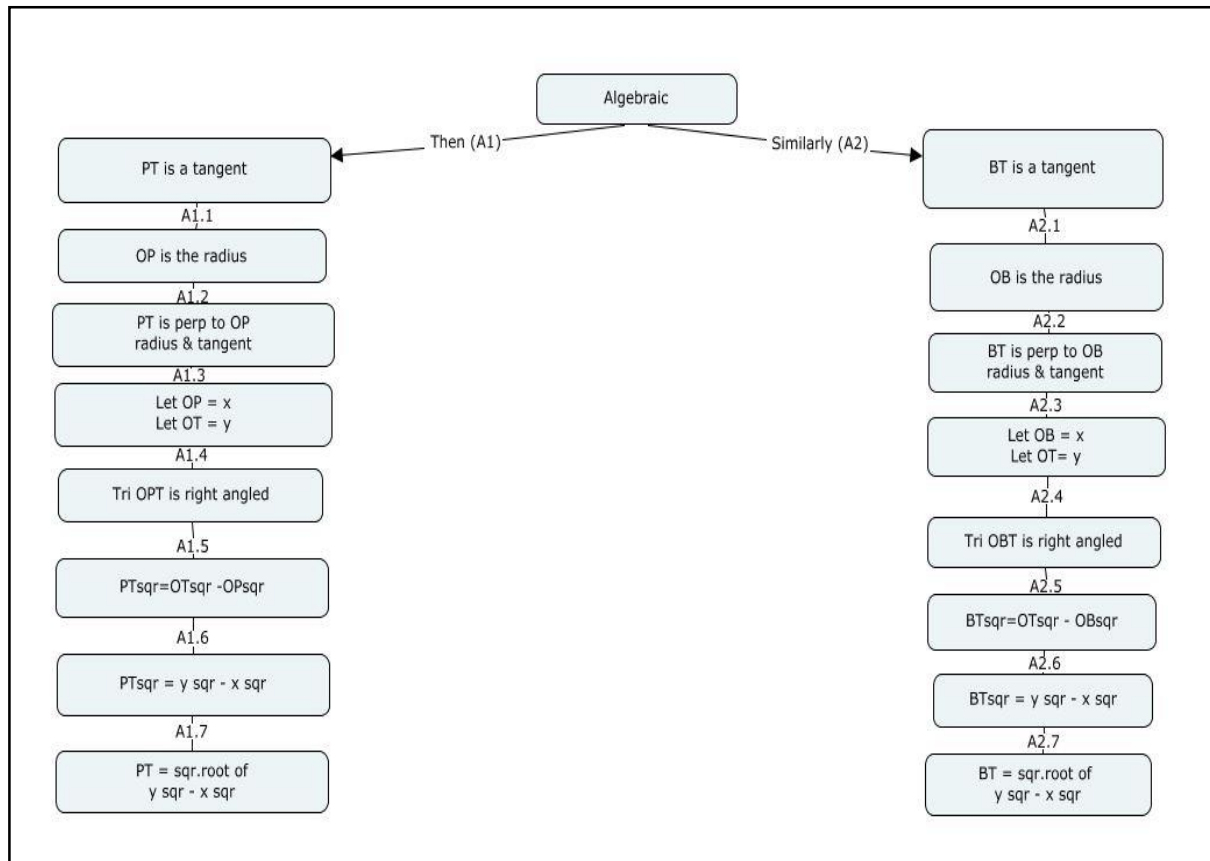 Algebraic
Then (A1)
Similarly (A2)
PT is a tangent
A1.1
OP is the radius
A1.2
PT is perp to OP
radius & tangent
A1.3
Let OP = x
Let OT = y
A1.4
Tri OPT is right angled
A1.5
PTsqr=OTsqr -OPsqr
A1.6
PTsqr = y sqr - x sqr
A1.7
PT = sqr.root of
y sqr - x sqr
BT is a tangent
A2.1
OB is the radius
A2.2
BT is perp to OB
radius & tangent
A2.3
Let OB = x
Let OT= y
A2.4
Tri OBT is right angled
A2.5
BTsqr=OTsqr - OBsqr
A2.6
BTsqr = y sqr - x sqr
A2.7
BT = sqr.root of
y sqr - x sqr